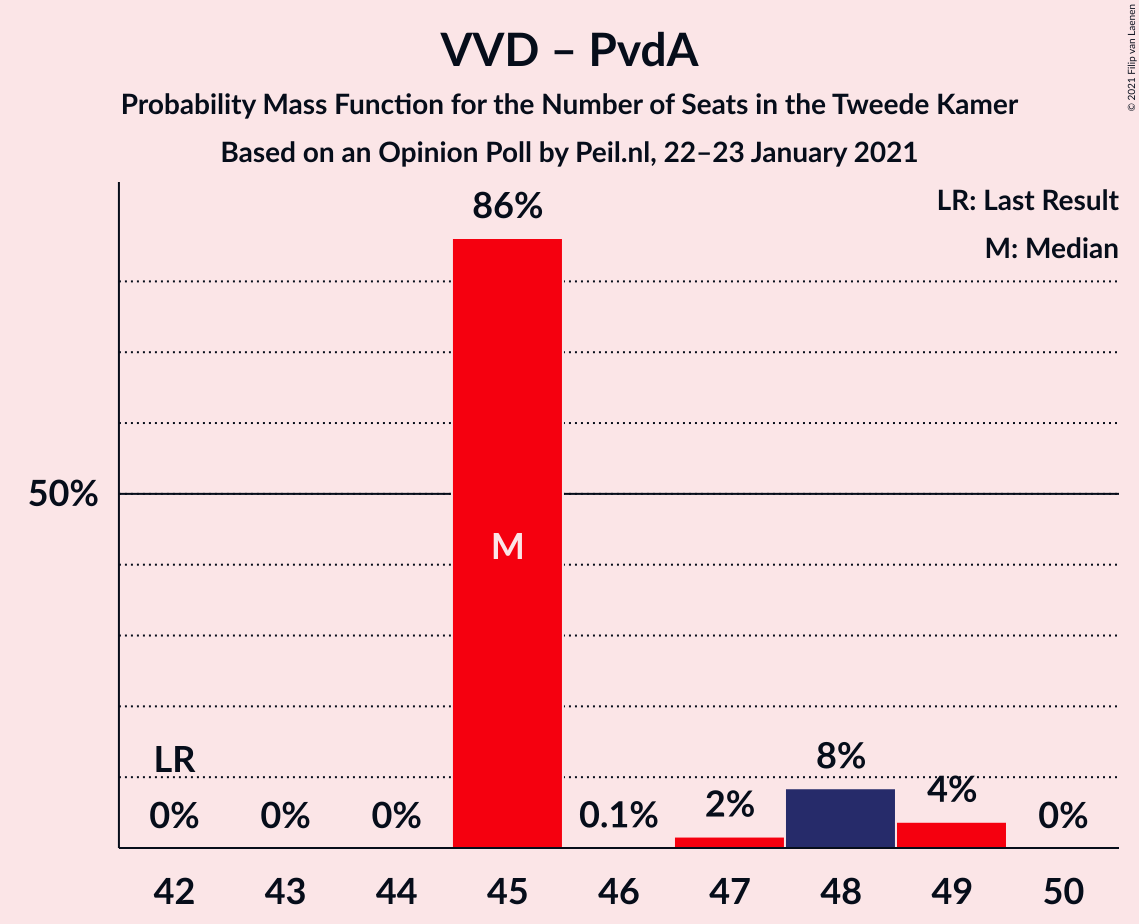 VVD – PvdA
Probability Mass Function for the Number of Seats in the Tweede Kamer
Based on an Opinion Poll by Peil.nl, 22–23 January 2021
© 2021 Filip van Laenen
LR: Last Result
M: Median
86%
50%
M
LR
0%
0%
0%
0.1%
2%
8%
4%
0%
42 43 44 45 46 47 48 49 50